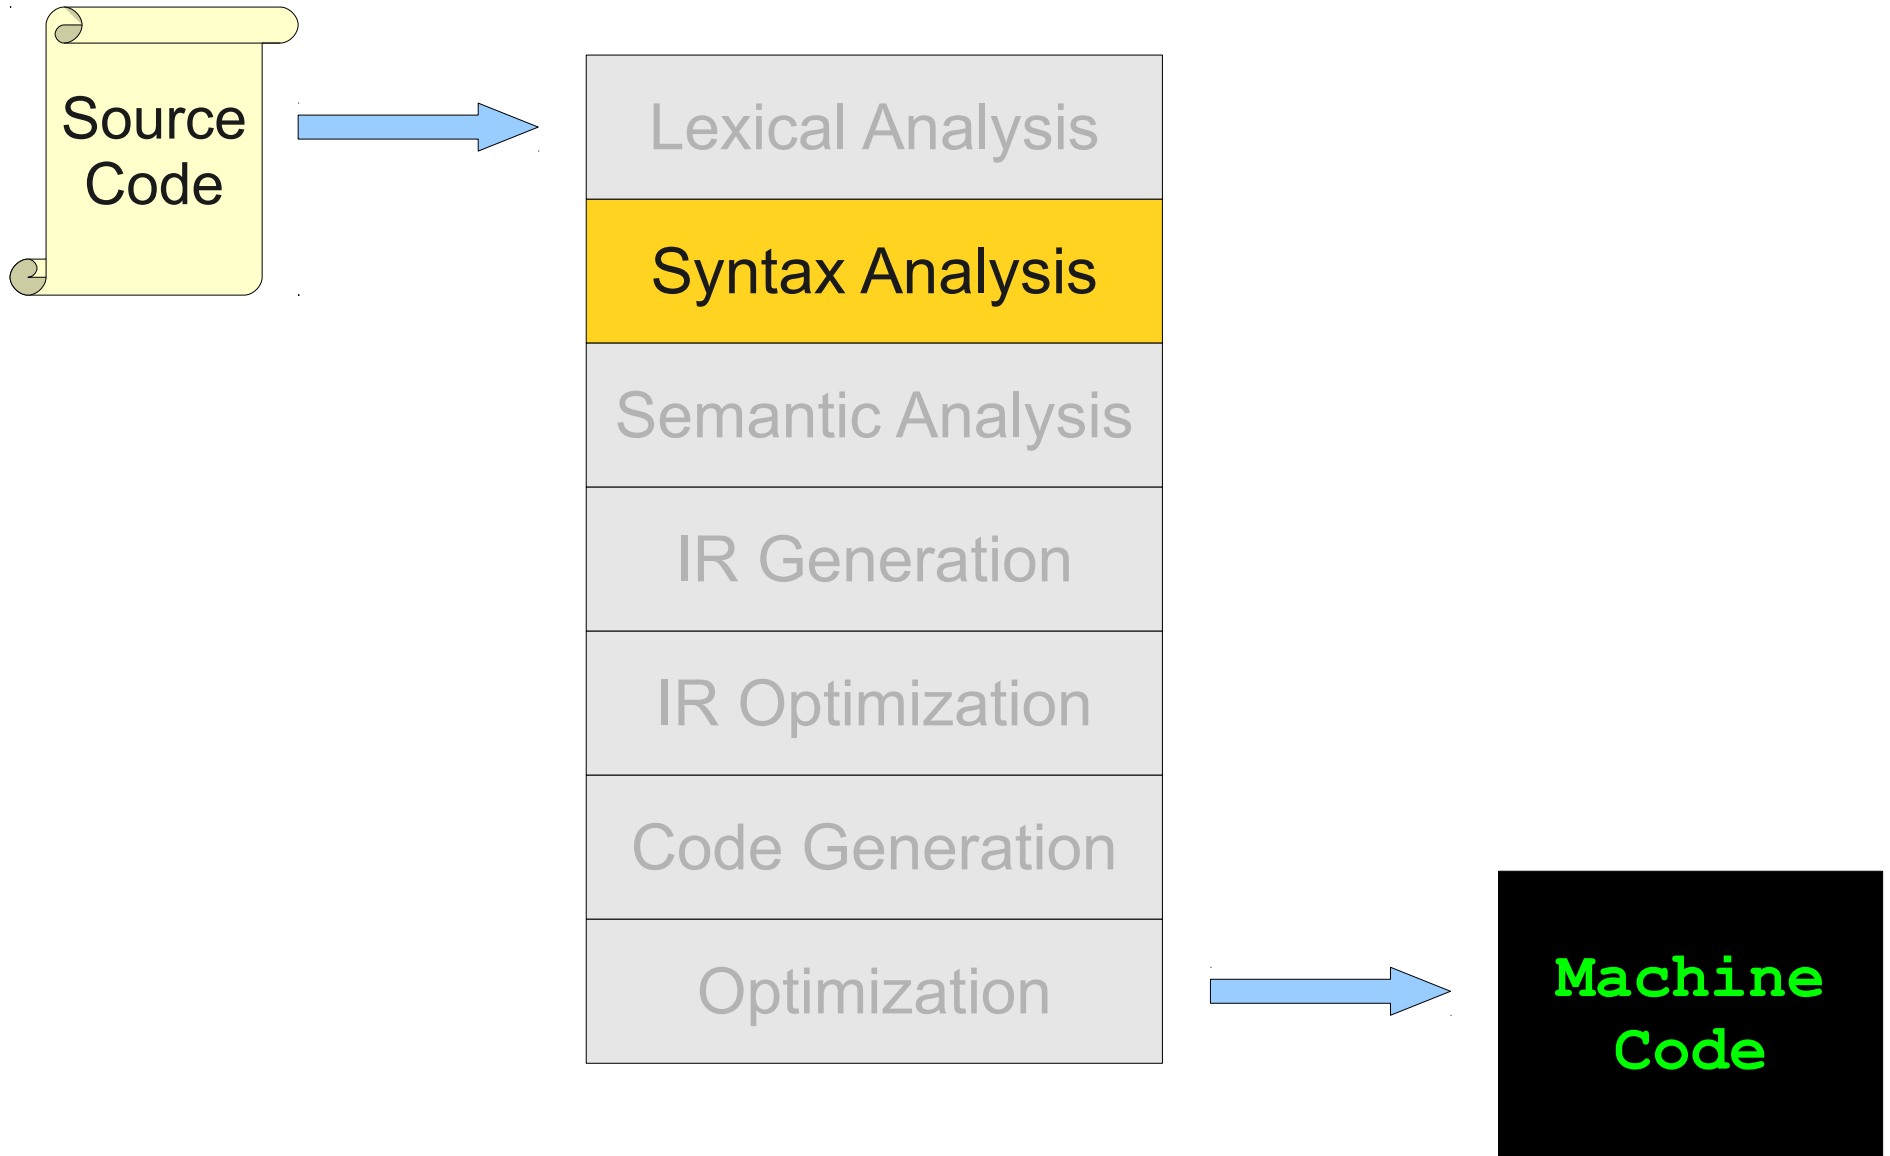 Source
Code
Lexical Analysis
Syntax Analysis
Semantic Analysis
IR Generation
IR Optimization
Code Generation
Optimization
Machine
Code